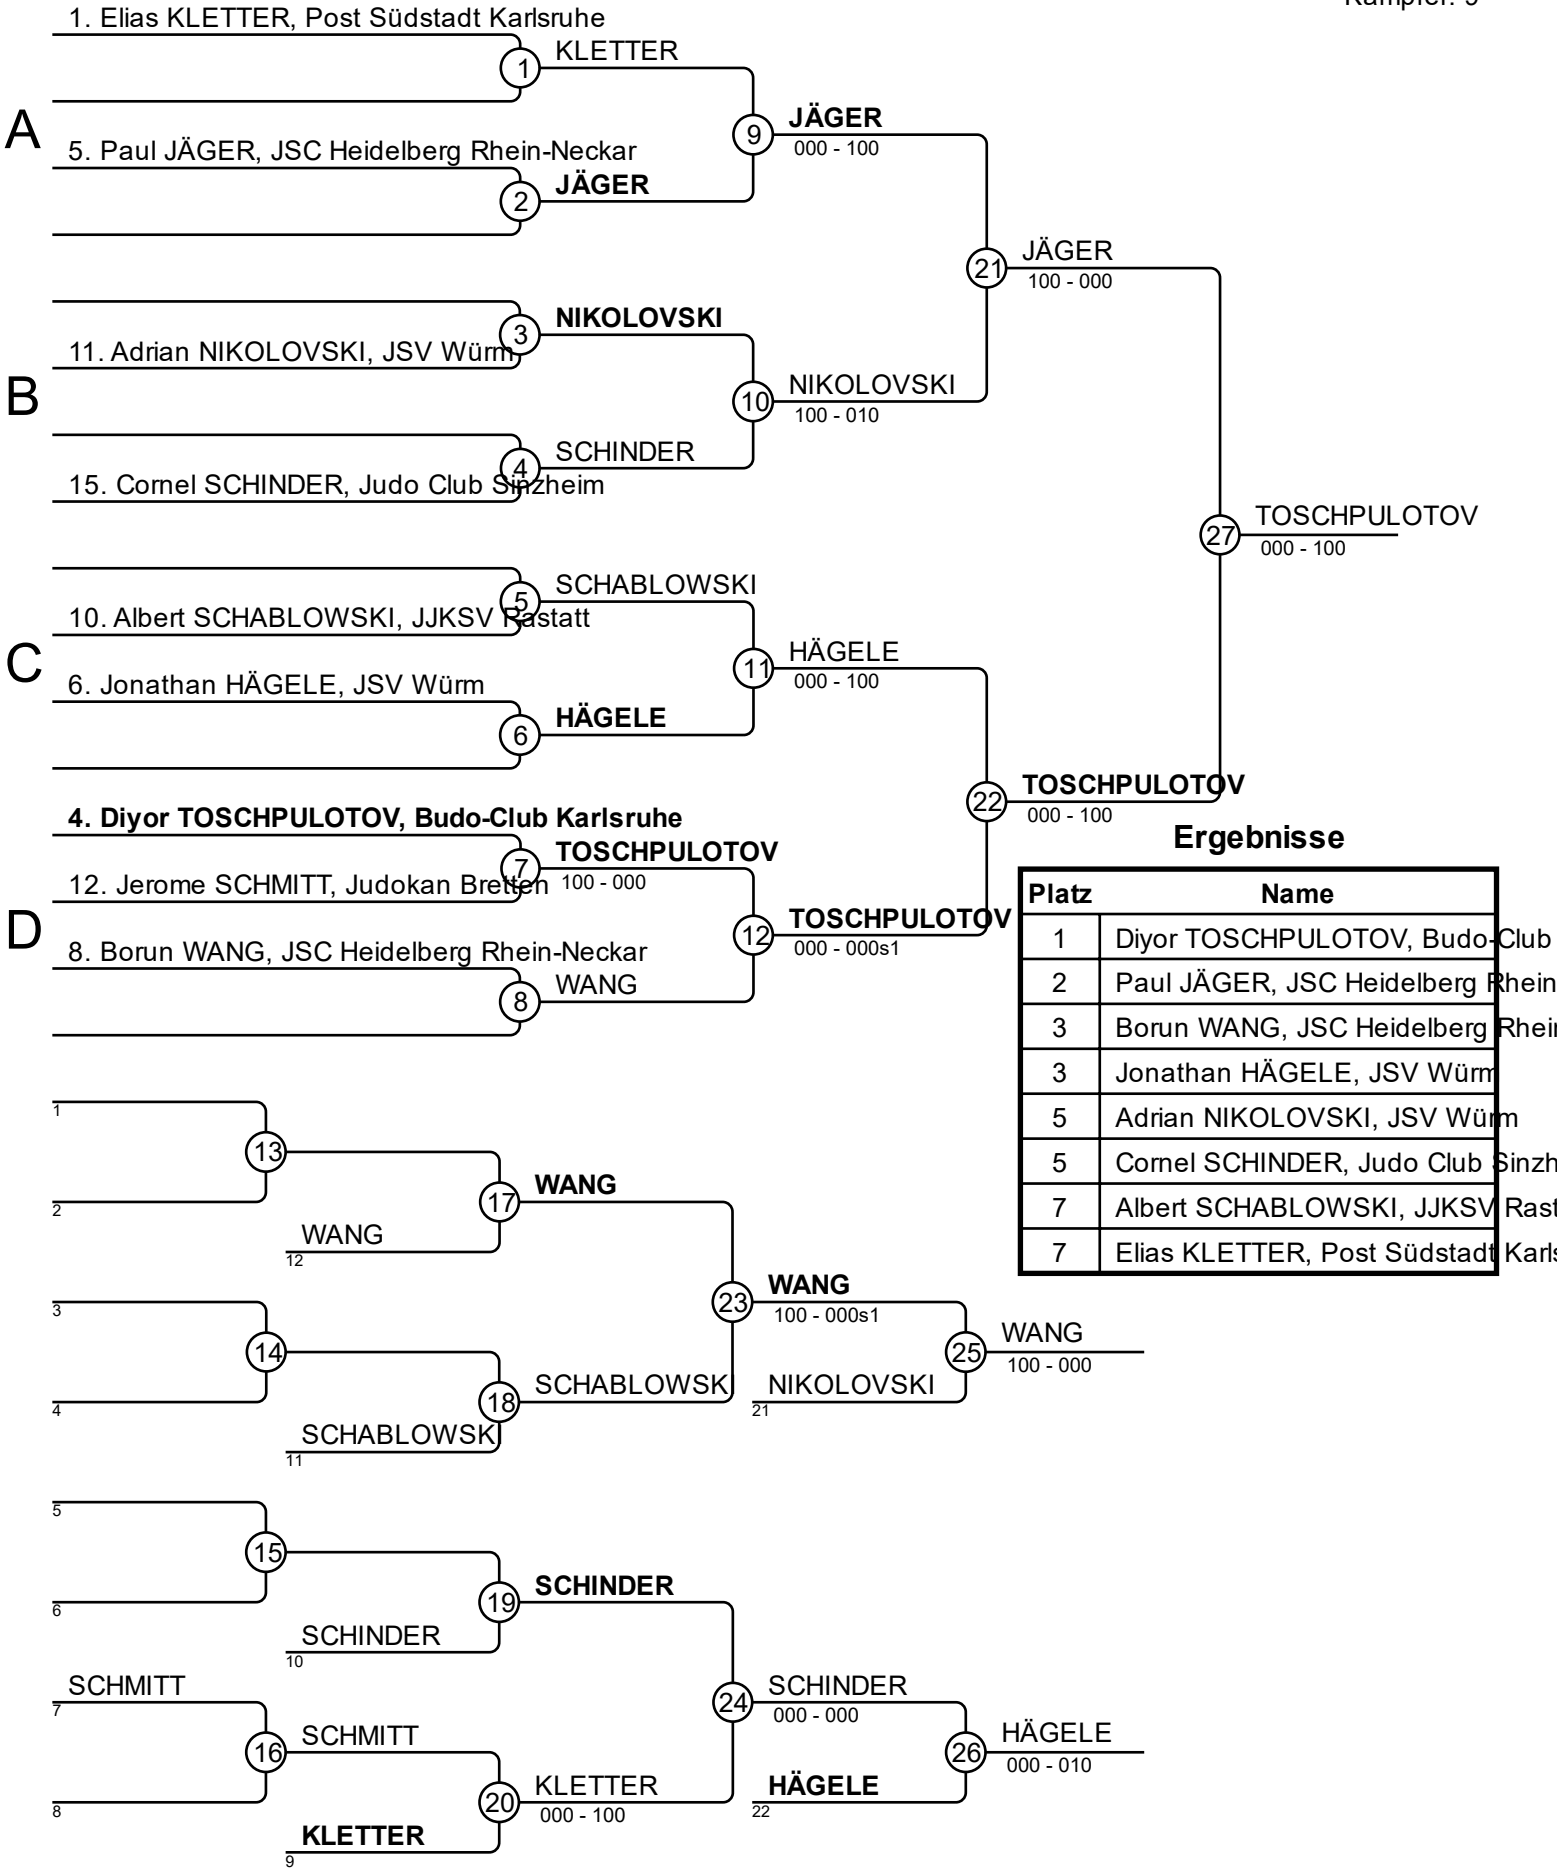 Kämpfer: 9
1. Elias KLETTER, Post Südstadt Karlsruhe
1
KLETTER
A
9
JÄGER
000 - 100
5. Paul JÄGER, JSC Heidelberg Rhein-Neckar
2
JÄGER
21
JÄGER
100 - 000
3
NIKOLOVSKI
11. Adrian NIKOLOVSKI, JSV Würm
B
10
NIKOLOVSKI
100 - 010
4
SCHINDER
15. Cornel SCHINDER, Judo Club Sinzheim
27
TOSCHPULOTOV
000 - 100
5
SCHABLOWSKI
10. Albert SCHABLOWSKI, JJKSV Rastatt
C
11
HÄGELE
000 - 100
6. Jonathan HÄGELE, JSV Würm
6
HÄGELE
22
TOSCHPULOTOV
000 - 100
4. Diyor TOSCHPULOTOV, Budo-Club Karlsruhe
7
TOSCHPULOTOV
100 - 000
12. Jerome SCHMITT, Judokan Bretten
D
12
TOSCHPULOTOV
000 - 000s1
8. Borun WANG, JSC Heidelberg Rhein-Neckar
8
WANG
Ergebnisse
Platz Name
1 Diyor TOSCHPULOTOV, Budo-Club
2 Paul JÄGER, JSC Heidelberg Rhein
3 Borun WANG, JSC Heidelberg Rhein
3 Jonathan HÄGELE, JSV Würm
5 Adrian NIKOLOVSKI, JSV Würm
5 Cornel SCHINDER, Judo Club Sinzh
7 Albert SCHABLOWSKI, JJKSV Rast
7 Elias KLETTER, Post Südstadt Karls
1
13
2
17
WANG
WANG
12
3
14
4
18
SCHABLOWSKI
SCHABLOWSKI
11
23
WANG
100 - 000s1
NIKOLOVSKI
21
25
WANG
100 - 000
5
15
6
19
SCHINDER
SCHINDER
10
SCHMITT
7
16
SCHMITT
8
20
KLETTER
000 - 100
KLETTER
9
24
SCHINDER
000 - 000
HÄGELE
22
26
HÄGELE
000 - 010